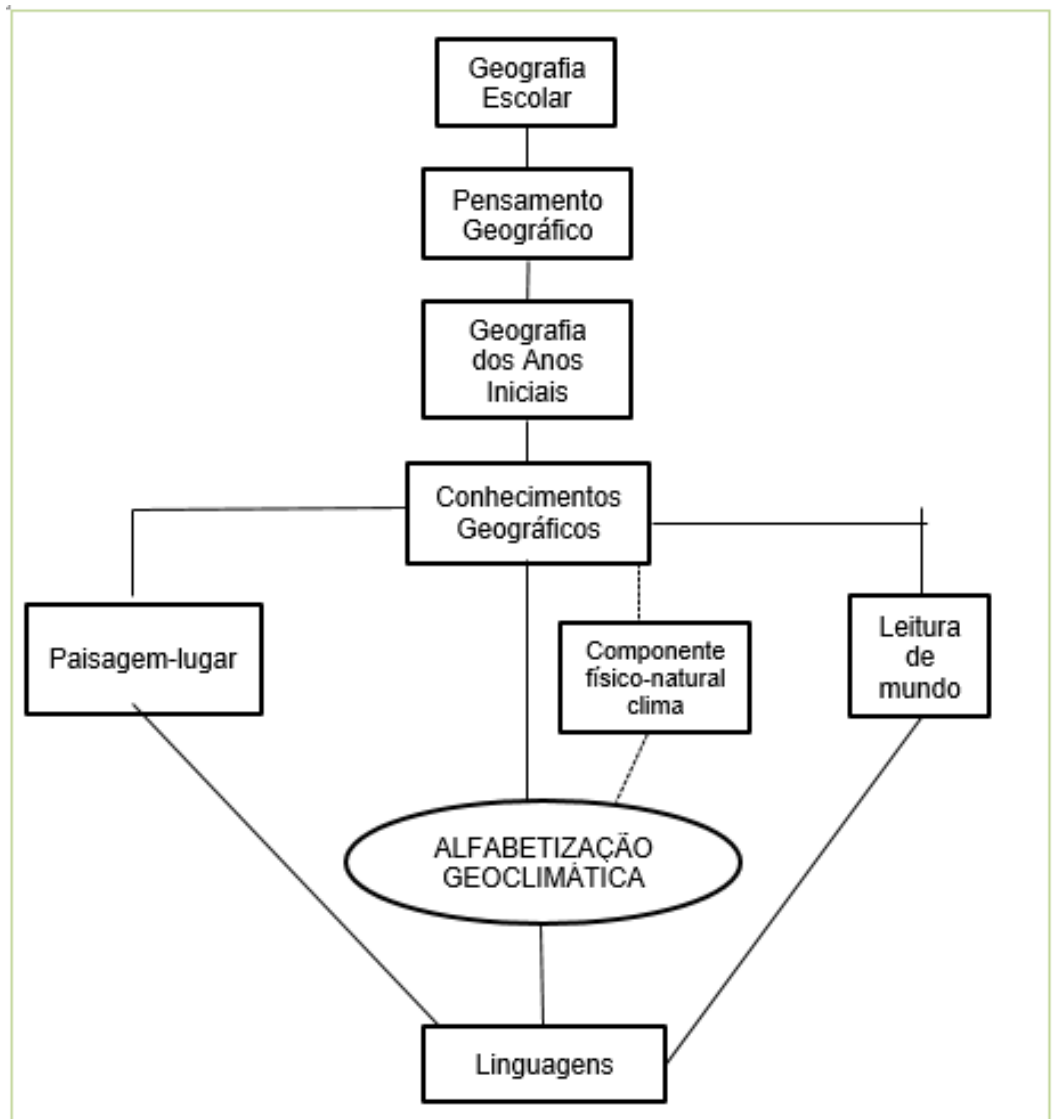 Geografia
Escolar
Pensamento
Geográfico
Geografia
dos Anos
Iniciais
Conhecimentos
Geográficos
Paisagem-lugar
Componente
físico-natural
clima
Leitura
de
mundo
ALFABETIZAÇÃO
GEOCLIMÁTICA
Linguagens